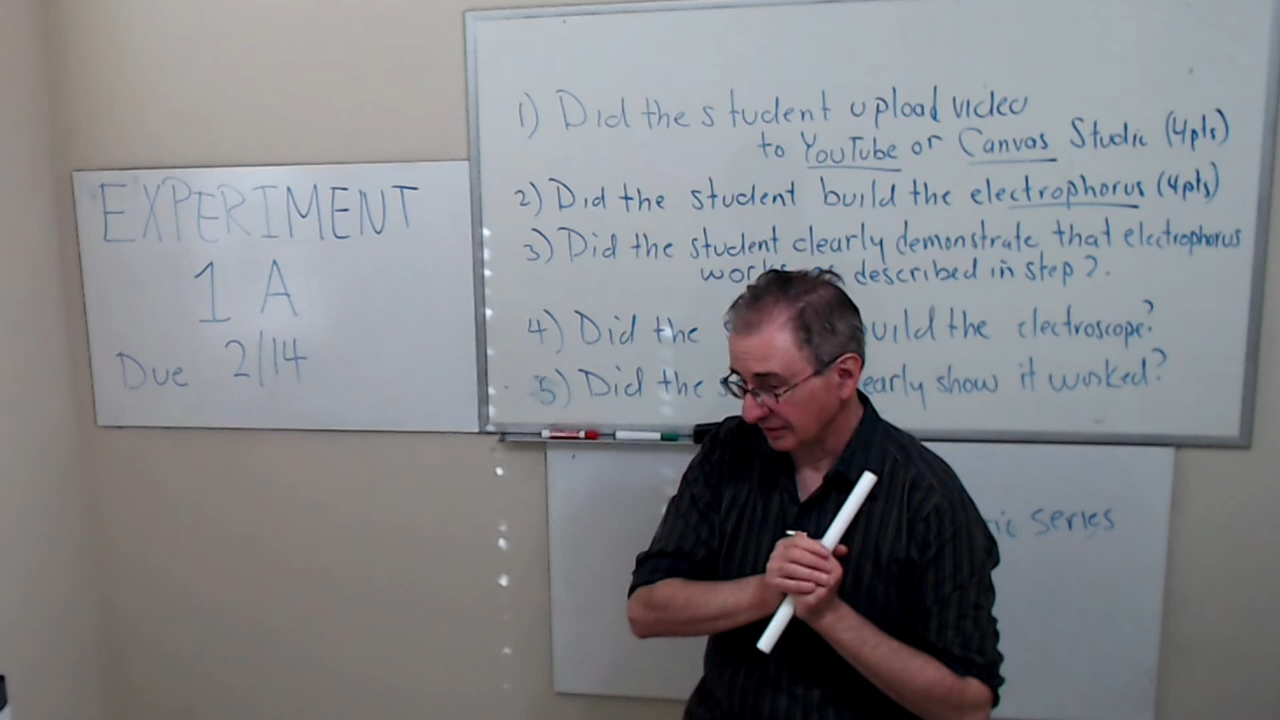 EXPERIMENT
1 A
Due 2/14
1) Did the student upload video
to YouTube or Canvas Studio (4pts)
2) Did the student build the electrophorus (4pts)
3) Did the student clearly demonstrate that electrophorus
described in step 2.
4) Did the build the electroscope?
5) Did the show it worked?
series